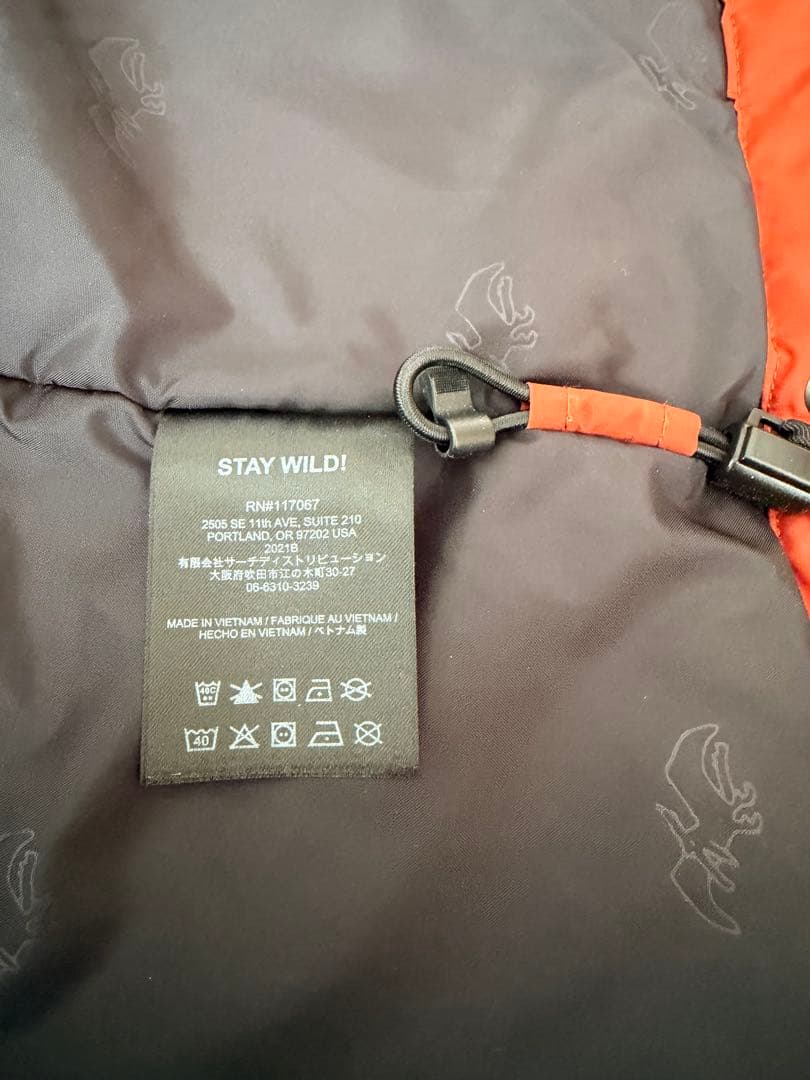 STAY WILD!
RN#117067
2505 SE 11th AVE, SUITE 210
PORTLAND, OR 97202 USA
2021B
有限会社サーチディストリビューション
大阪府吹田市江の木町30-27
06-6310-3239
MADE IN VIETNAM / FABRIQUE AU VIETNAM /
HECHO EN VIETNAM / ベトナム製
40C
40